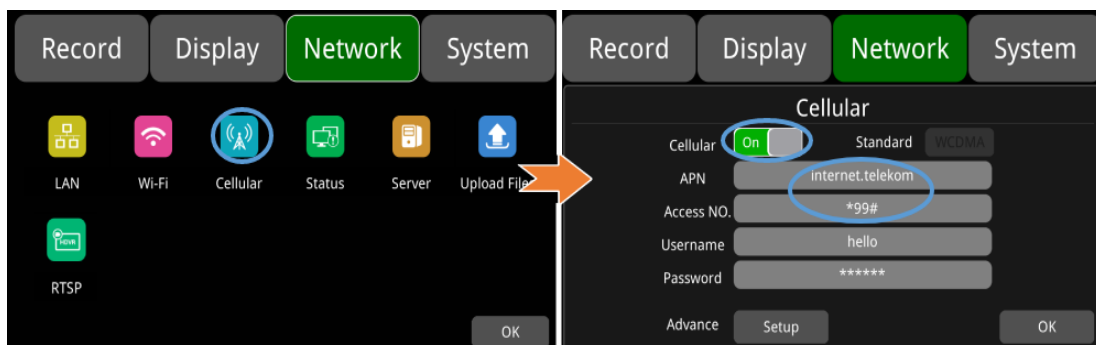 Record Display Network System
LAN Wi-Fi Cellular Status Server Upload File
HDVR
RTSP
OK
Record Display Network System
Cellular
Cellular On Standard WCDMA
APN internet.telekom
Access NO. *99#
Username hello
Password ******
Advance Setup OK